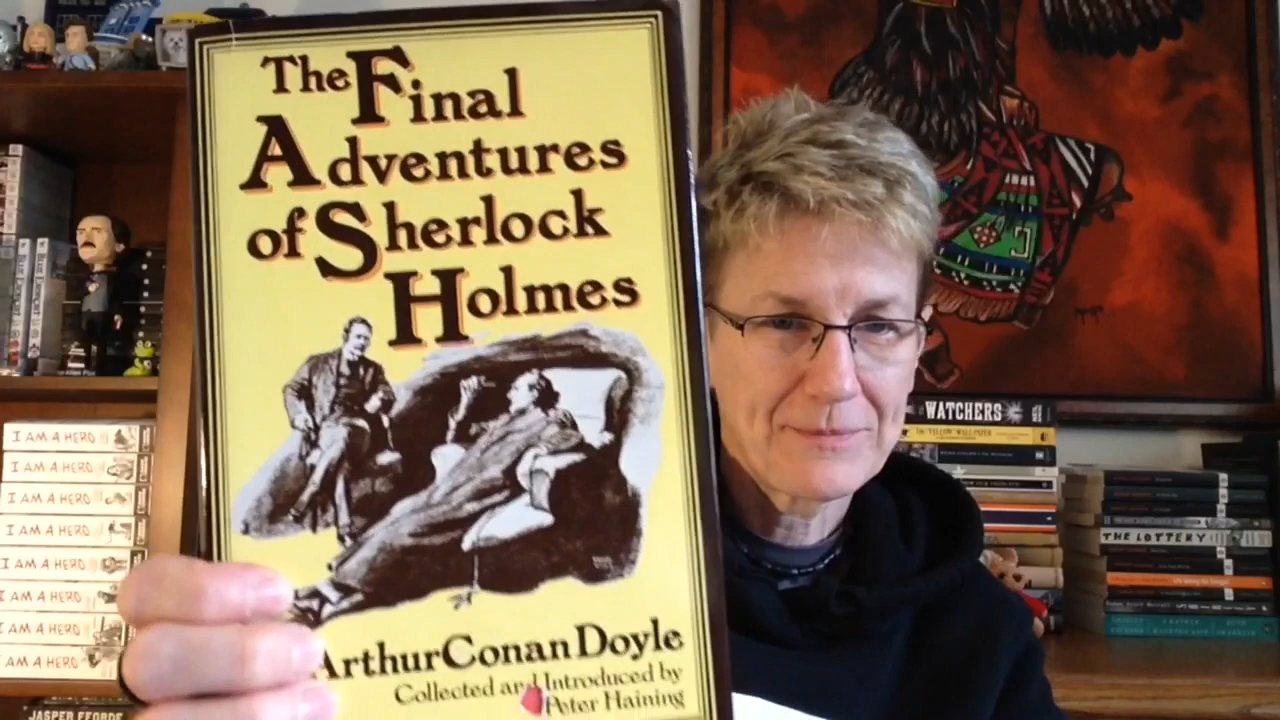 The Final
Adventures
of Sherlock
Holmes
Arthur Conan Doyle
Collected and Introduced by
Peter Haining
I AM A HERO
I AM A HERO
I AM A HERO
I AM A HERO
I AM A HERO
I AM A HERO
I AM A HERO
I AM A HERO
JASPER FFORDE
WATCHERS
THE YELLOW WALLPAPER
THE LOTTERY